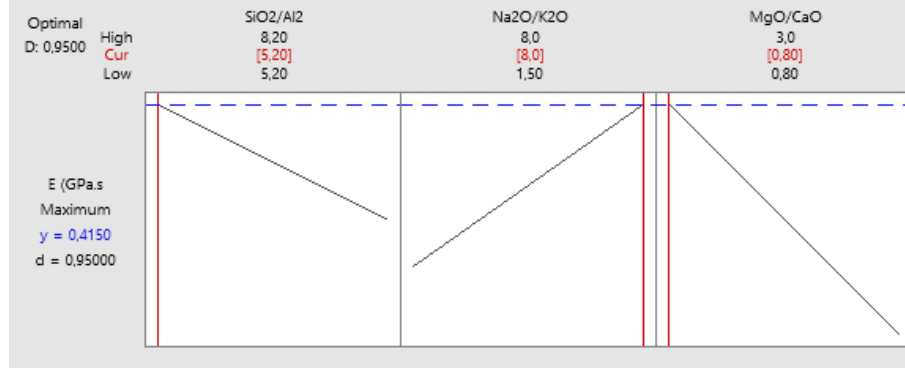 Optimal
D: 0,9500
High
Cur
Low
SiO2/Al2
8,20
[5,20]
5,20
Na2O/K2O
8,0
[8,0]
1,50
MgO/CaO
3,0
[0,80]
0,80
E (GPa.s
Maximum
y = 0,4150
d = 0,95000